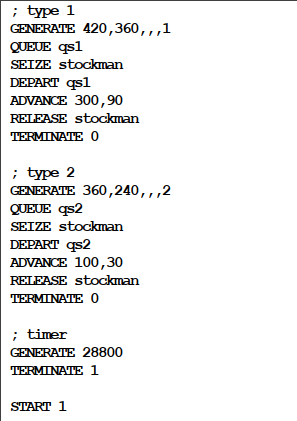 ; type 1
GENERATE 420,360,,,1
QUEUE qs1
SEIZE stockman
DEPART qs1
ADVANCE 300,90
RELEASE stockman
TERMINATE 0
; type 2
GENERATE 360,240,,,2
QUEUE qs2
SEIZE stockman
DEPART qs2
ADVANCE 100,30
RELEASE stockman
TERMINATE 0
; timer
GENERATE 28800
TERMINATE 1
START 1